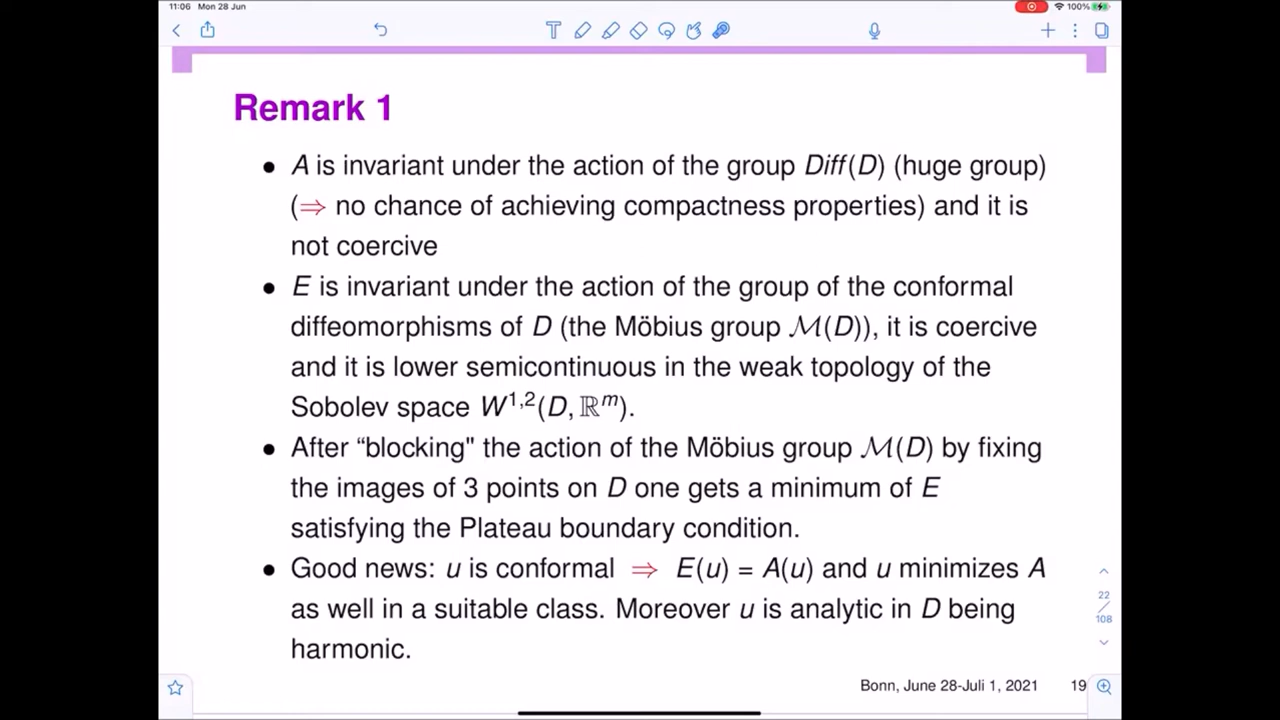 11:06 Mon 28 Jun
100%
Remark 1
• A is invariant under the action of the group Diff(D) (huge group)
(⇒ no chance of achieving compactness properties) and it is
not coercive
• E is invariant under the action of the group of the conformal
diffeomorphisms of D (the Möbius group ℳ(D)), it is coercive
and it is lower semicontinuous in the weak topology of the
Sobolev space W^{1,2}(D, ℝ^m).
• After “blocking" the action of the Möbius group ℳ(D) by fixing
the images of 3 points on D one gets a minimum of E
satisfying the Plateau boundary condition.
• Good news: u is conformal ⇒ E(u) = A(u) and u minimizes A
as well in a suitable class. Moreover u is analytic in D being
harmonic.
22
/
108
Bonn, June 28-Juli 1, 2021 19